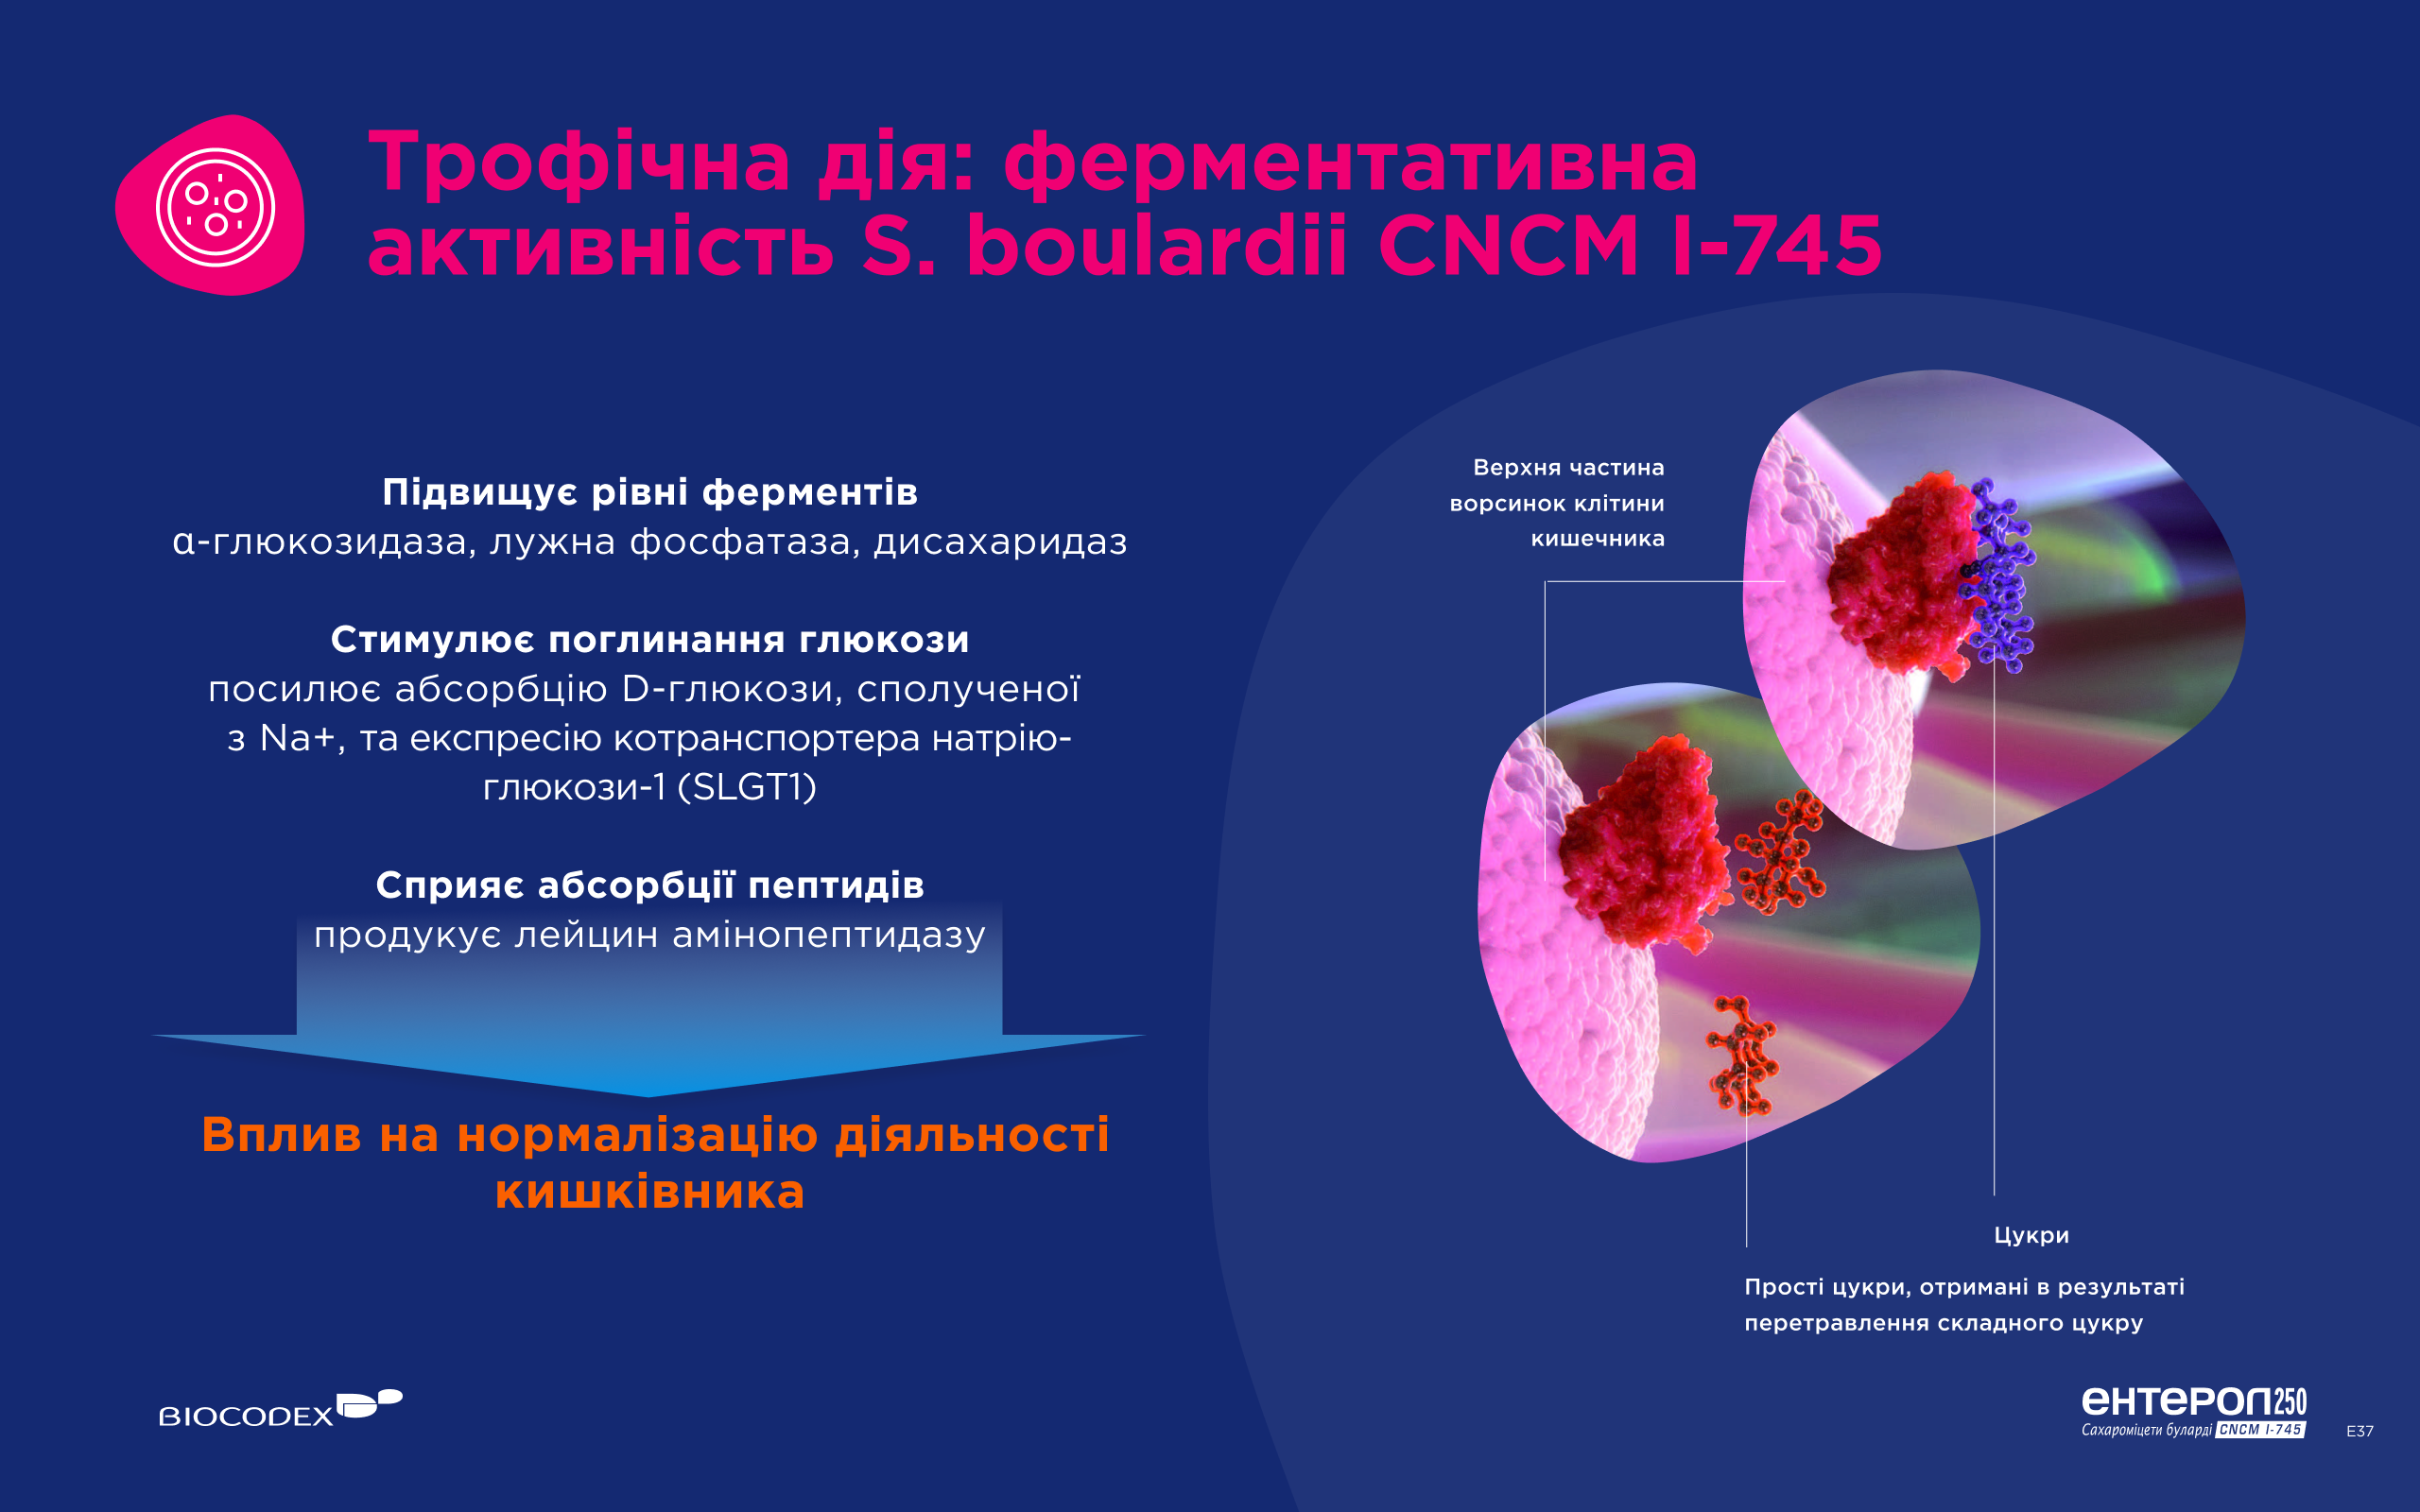 Трофічна дія: ферментативна
активність S. boulardii CNCM I-745
Підвищує рівні ферментів
α-глюкозидаза, лужна фосфатаза, дисахаридаз
Стимулює поглинання глюкози
посилює абсорбцію D-глюкози, сполученої
з Na+, та експресію котранспортера натрію-
глюкози-1 (SLGT1)
Сприяє абсорбції пептидів
продукує лейцин амінопептидазу
Вплив на нормалізацію діяльності
кишківника
Верхня частина
ворсинок клітини
кишечника
Цукри
Прості цукри, отримані в результаті
перетравлення складного цукру
BIOCODEX
ентерол 250
Сахароміцети буларді CNCM I-745
E37